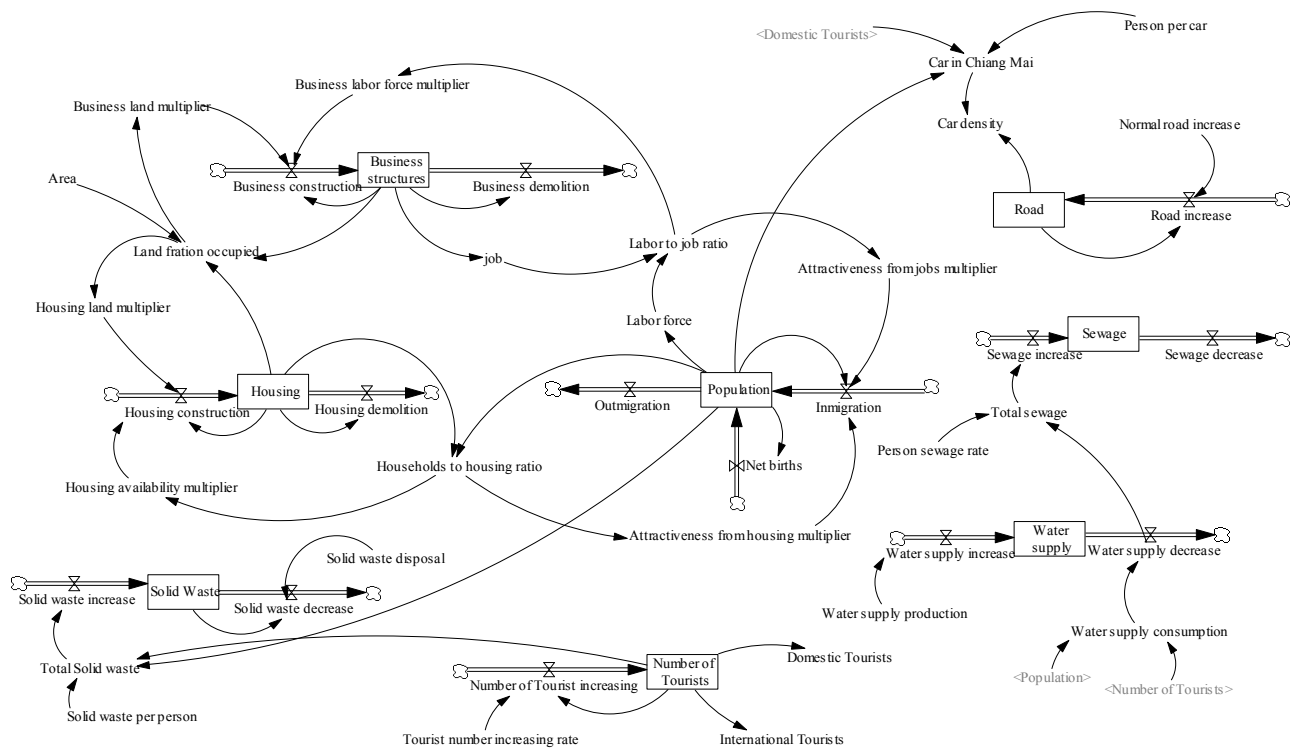 <Domestic Tourists>
Person per car
Car in Chiang Mai
Business labor force multiplier
Business land multiplier
Car density
Normal road increase
Business
structures
Business construction
Business demolition
Area
Road
Road increase
Land fration occupied
job
Labor to job ratio
Attractiveness from jobs multiplier
Housing land multiplier
Labor force
Sewage
Sewage increase
Sewage decrease
Housing
Housing construction
Housing demolition
Population
Outmigration
Inmigration
Total sewage
Person sewage rate
Households to housing ratio
Net births
Housing availability multiplier
Attractiveness from housing multiplier
Water
supply
Water supply increase
Water supply decrease
Solid waste disposal
Solid Waste
Solid waste increase
Solid waste decrease
Water supply production
Water supply consumption
Total Solid waste
Domestic Tourists
Number of
Tourists
Number of Tourist increasing
<Population>
<Number of Tourists>
Solid waste per person
Tourist number increasing rate
International Tourists